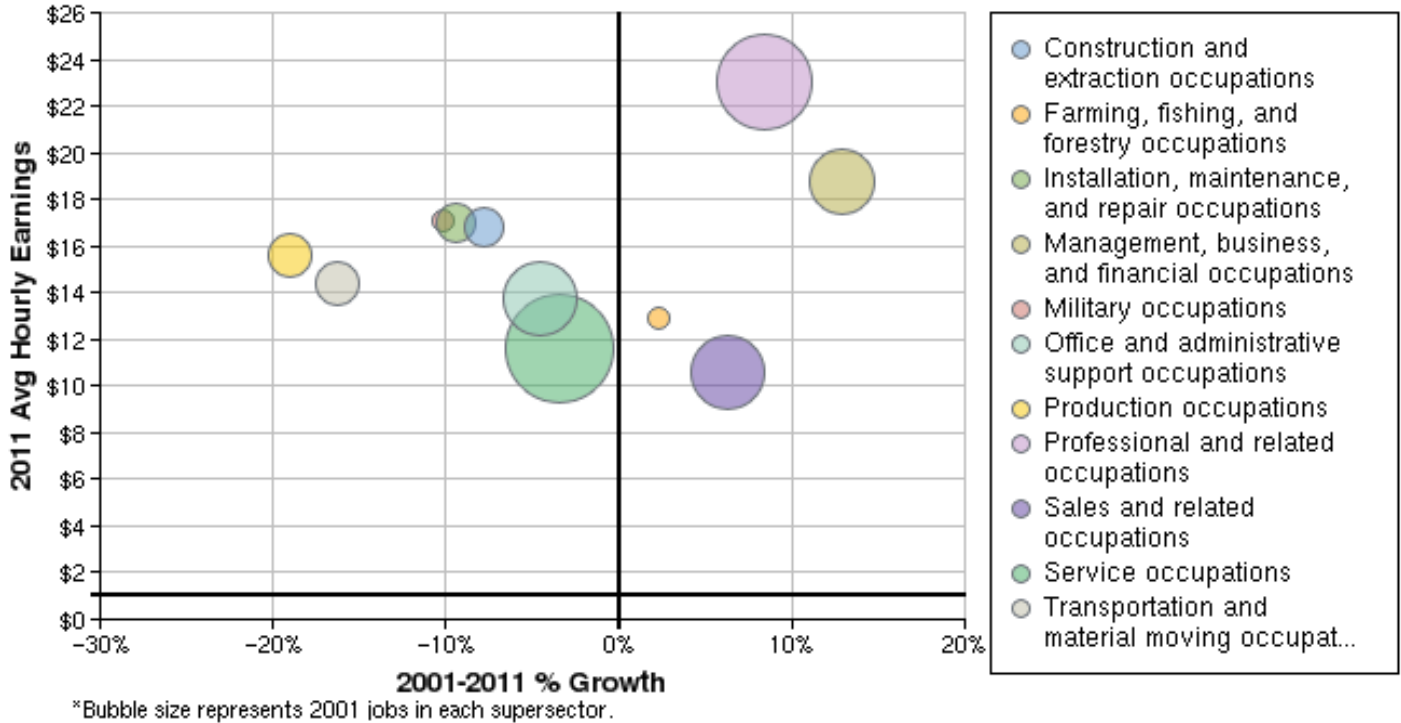 $26
$24
$22
$20
$18
$16
$14
$12
$10
$8
$6
$4
$2
$0
2011 Avg Hourly Earnings
−30% −20% −10% 0% 10% 20%
2001-2011 % Growth
*Bubble size represents 2001 jobs in each supersector.
Construction and
extraction occupations
Farming, fishing, and
forestry occupations
Installation, maintenance,
and repair occupations
Management, business,
and financial occupations
Military occupations
Office and administrative
support occupations
Production occupations
Professional and related
occupations
Sales and related
occupations
Service occupations
Transportation and
material moving occupat...